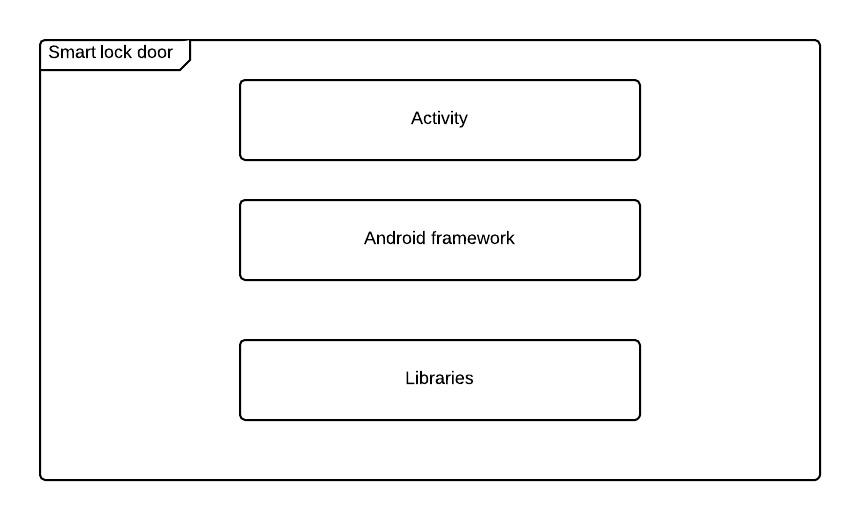 Smart lock door
Activity
Android framework
Libraries